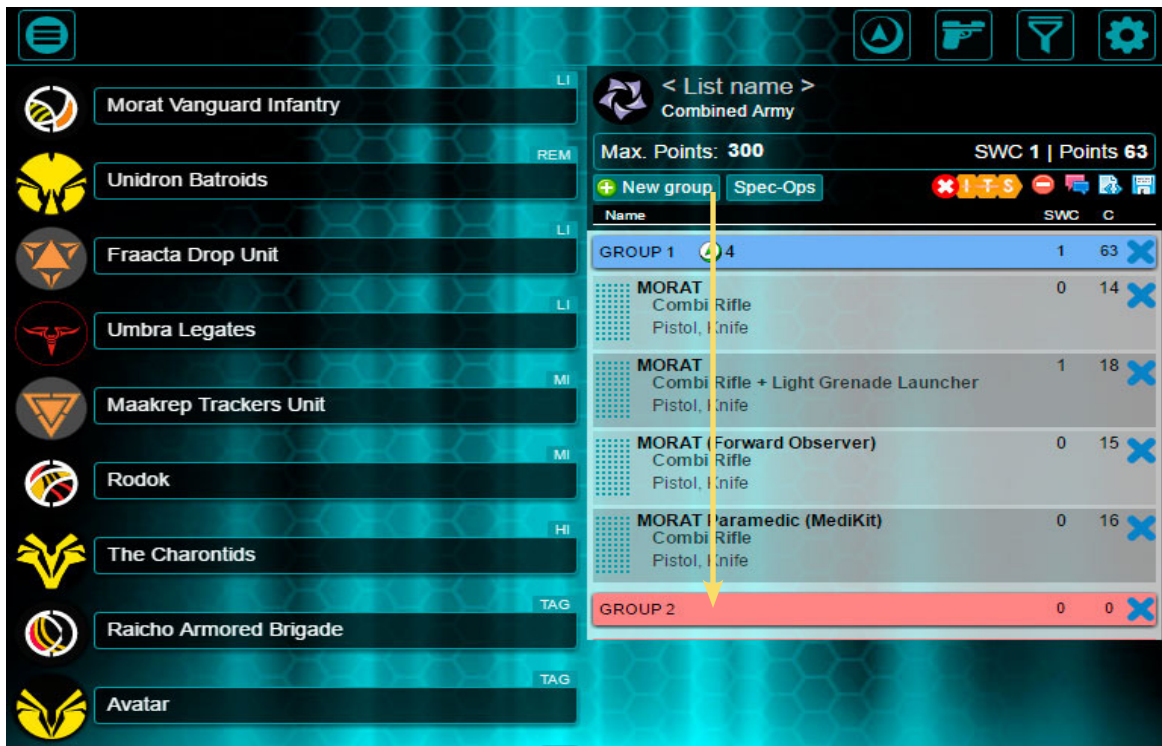 LI
Morat Vanguard Infantry
REM
Unidron Batroids
LI
Fraacta Drop Unit
LI
Umbra Legates
MI
Maakrep Trackers Unit
MI
Rodok
HI
The Charontids
TAG
Raicho Armored Brigade
TAG
Avatar
< List name >
Combined Army
Max. Points: 300 SWC 1 | Points 63
New group Spec-Ops I T S
Name SWC C
GROUP 1 4 1 63
MORAT 0 14
Combi Rifle
Pistol, Knife
MORAT 1 18
Combi Rifle + Light Grenade Launcher
Pistol, Knife
MORAT (Forward Observer) 0 15
Combi Rifle
Pistol, Knife
MORAT Paramedic (MediKit) 0 16
Combi Rifle
Pistol, Knife
GROUP 2 0 0